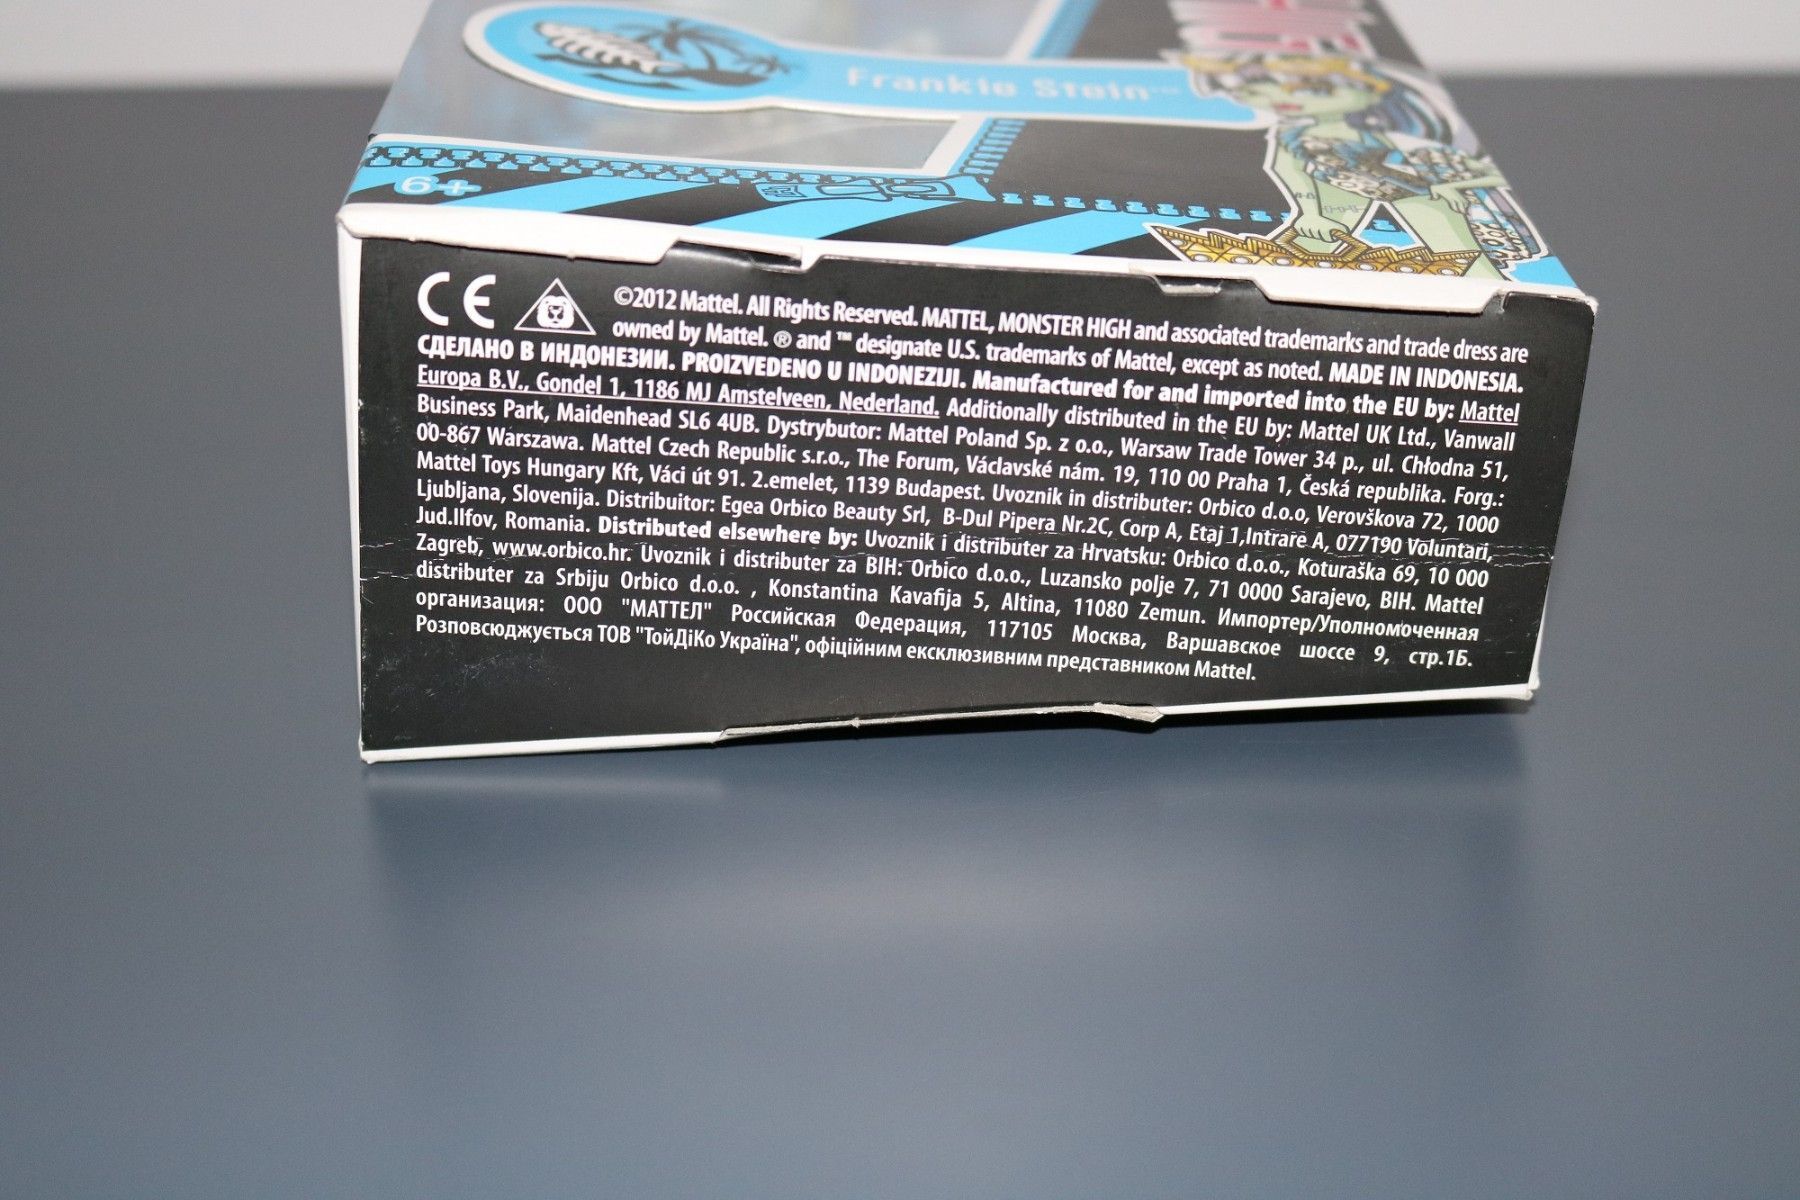 Frankie Stein™
6+
CE
©2012 Mattel. All Rights Reserved. MATTEL, MONSTER HIGH and associated trademarks and trade dress are
owned by Mattel. ® and ™ designate U.S. trademarks of Mattel, except as noted. MADE IN INDONESIA.
СДЕЛАНО В ИНДОНЕЗИИ. PROIZVEDENO U INDONEZIJI. Manufactured for and imported into the EU by: Mattel
Europa B.V., Gondel 1, 1186 MJ Amstelveen, Nederland. Additionally distributed in the EU by: Mattel UK Ltd., Vanwall
Business Park, Maidenhead SL6 4UB. Dystrybutor: Mattel Poland Sp. z o.o., Warsaw Trade Tower 34 p., ul. Chłodna 51,
00-867 Warszawa. Mattel Czech Republic s.r.o., The Forum, Václavské nám. 19, 110 00 Praha 1, Česká republika. Forg.:
Mattel Toys Hungary Kft, Váci út 91. 2.emelet, 1139 Budapest. Uvoznik in distributer: Orbico d.o.o, Verovškova 72, 1000
Ljubljana, Slovenija. Distribuitor: Egea Orbico Beauty Srl, B-Dul Pipera Nr.2C, Corp A, Etaj 1,Intrare A, 077190 Voluntari,
Jud.Ilfov, Romania. Distributed elsewhere by: Uvoznik i distributer za Hrvatsku: Orbico d.o.o., Koturaška 69, 10 000
Zagreb, www.orbico.hr. Uvoznik i distributer za BIH: Orbico d.o.o., Luzansko polje 7, 71 0000 Sarajevo, BIH. Mattel
distributer za Srbiju Orbico d.o.o. , Konstantina Kavafija 5, Altina, 11080 Zemun. Импортер/Уполномоченная
организация: ООО "МАТТЕЛ" Российская Федерация, 117105 Москва, Варшавское шоссе 9, стр.1Б.
Розповсюджується ТОВ "ТойДіКо Україна", офіційним ексклюзивним представником Mattel.